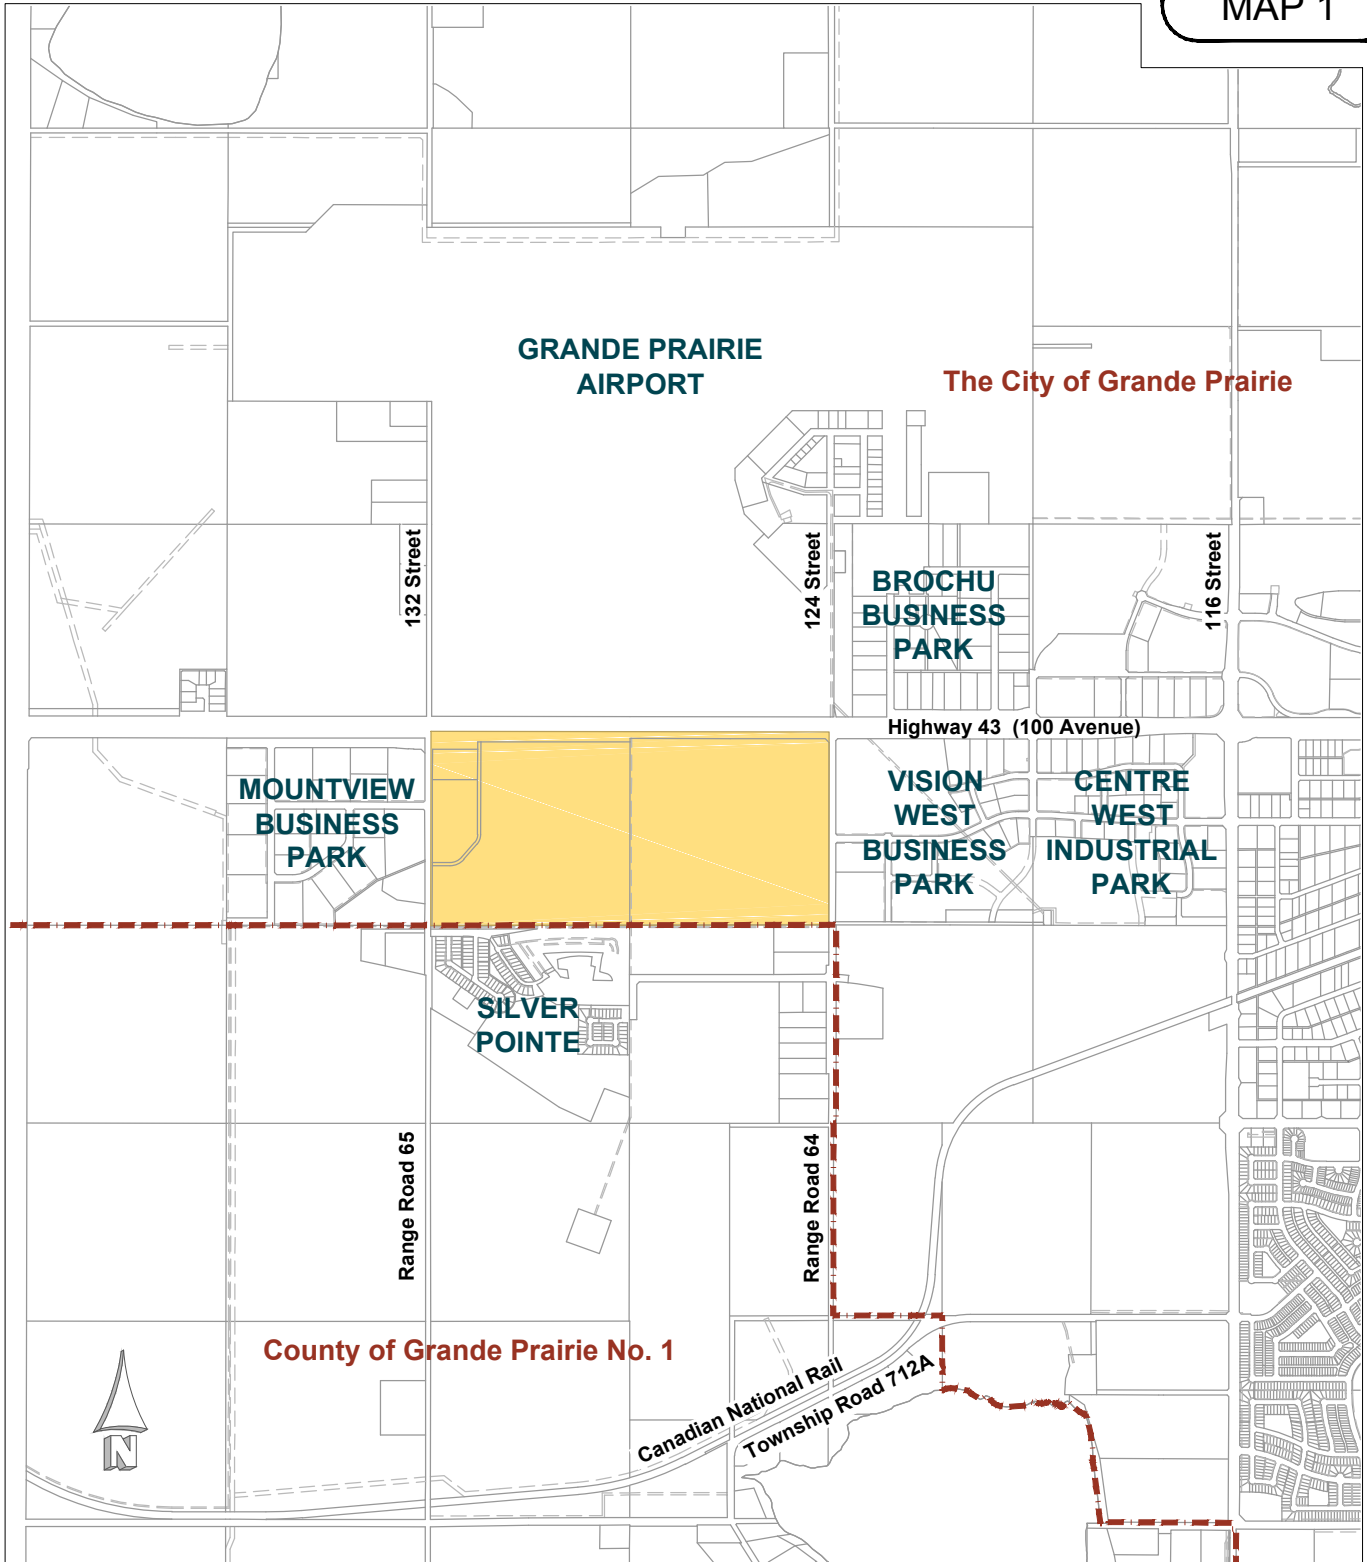 MAP 1
GRANDE PRAIRIE
AIRPORT
The City of Grande Prairie
132 Street
124 Street
116 Street
BROCHU
BUSINESS
PARK
Highway 43 (100 Avenue)
MOUNTVIEW
BUSINESS
PARK
VISION
WEST
BUSINESS
PARK
CENTRE
WEST
INDUSTRIAL
PARK
SILVER
POINTE
Range Road 65
Range Road 64
County of Grande Prairie No. 1
Canadian National Rail
Township Road 712A
N